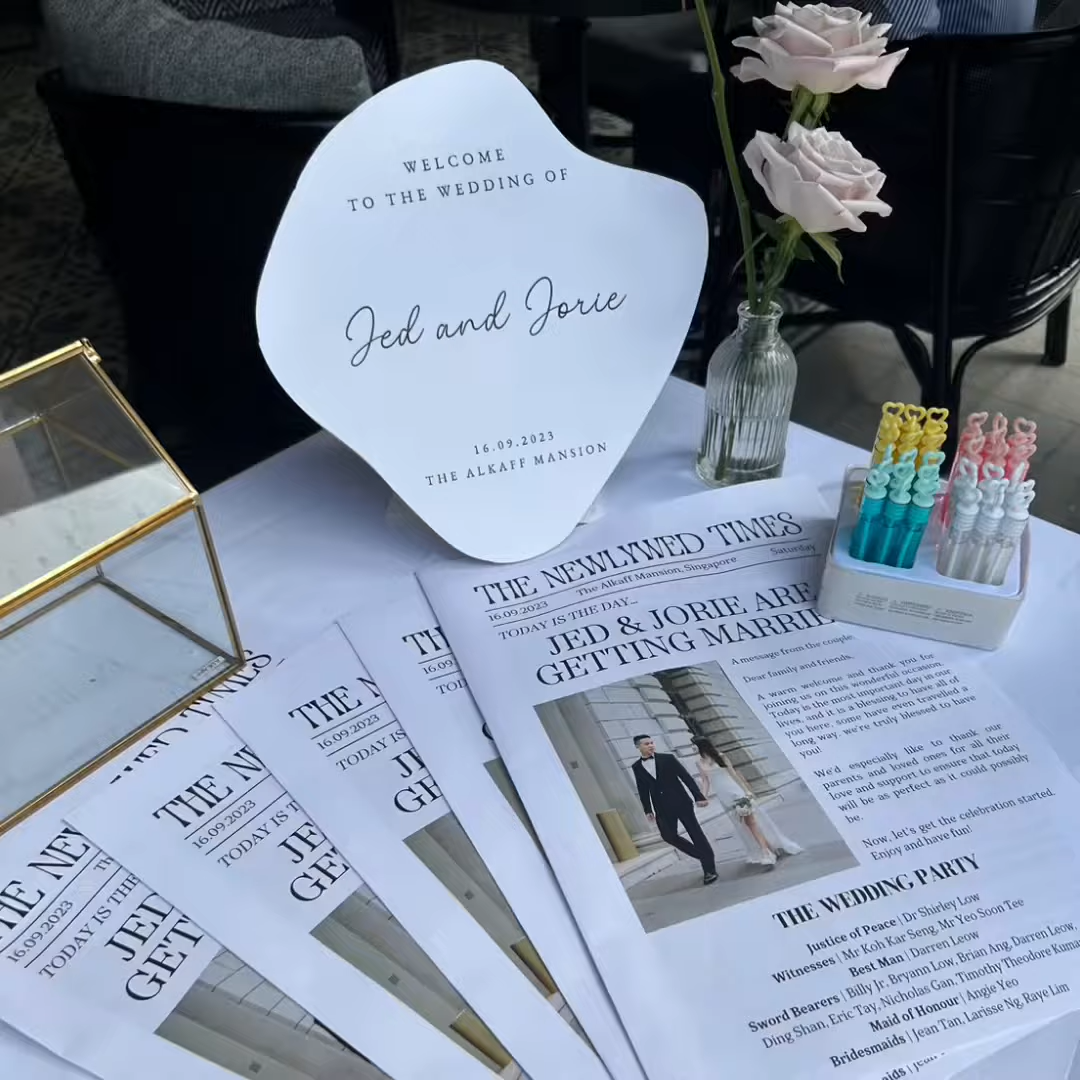 WELCOME
TO THE WEDDING OF
Jed and Jorie
16.09.2023
THE ALKAFF MANSION
THE NEWLYWED TIMES
16.09.2023 The Alkaff Mansion, Singapore Saturday
TODAY IS THE DAY...
JED & JORIE ARE
GETTING MARRIE
A message from the couple
Dear family and friends,
A warm welcome and thank you for
joining us on this wonderful occasion.
Today is the most important day in our
lives, and it is a blessing to have all of
you here, some have even travelled a
long way, we're truly blessed to have
you!
We'd especially like to thank our
parents and loved ones for all their
love and support to ensure that today
will be as perfect as it could possibly
be.
Now, let's get the celebration started.
Enjoy and have fun!
THE WEDDING PARTY
Justice of Peace | Dr Shirley Low
Witnesses | Mr Koh Kar Seng, Mr Yeo Soon Tee
Best Man | Darren Leow
Sword Bearers | Billy Jr, Bryann Low, Brian Ang, Darren Leow,
Ding Shan, Eric Tay, Nicholas Gan, Timothy Theodore Kuma
Maid of Honour | Angie Yeo
Bridesmaids | Jean Tan, Larisse Ng, Raye Lim
TH
16.09.
TOD
THE N
16.09.2023
TODAY IS
JE
GE
THE NE
16.09.2023
TODAY IS T
JE
GE
THE NEW
16.09.2023 Th
TODAY IS THE
JED
GET